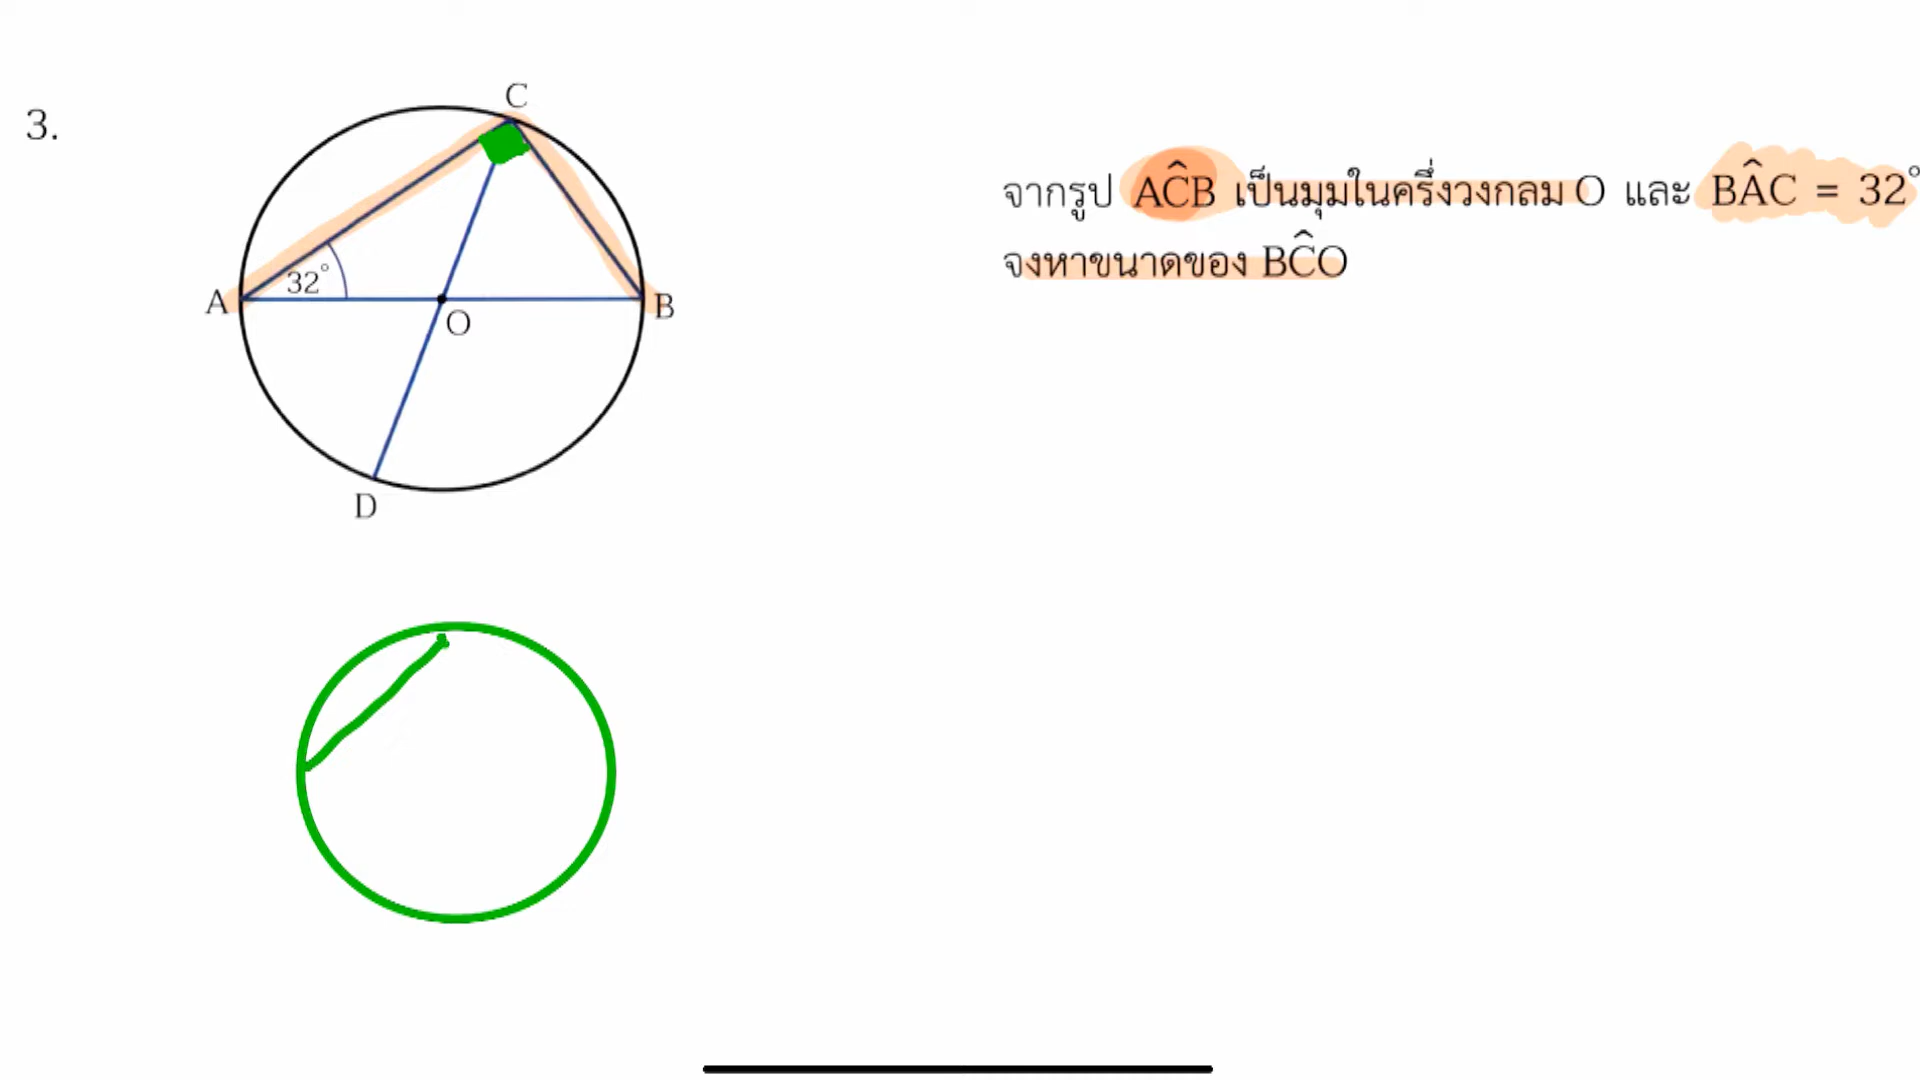 3.
C
จากรูป AĈB เป็นมุมในครึ่งวงกลม O และ BÂC = 32°
จงหาขนาดของ BĈO
32°
A
B
O
D